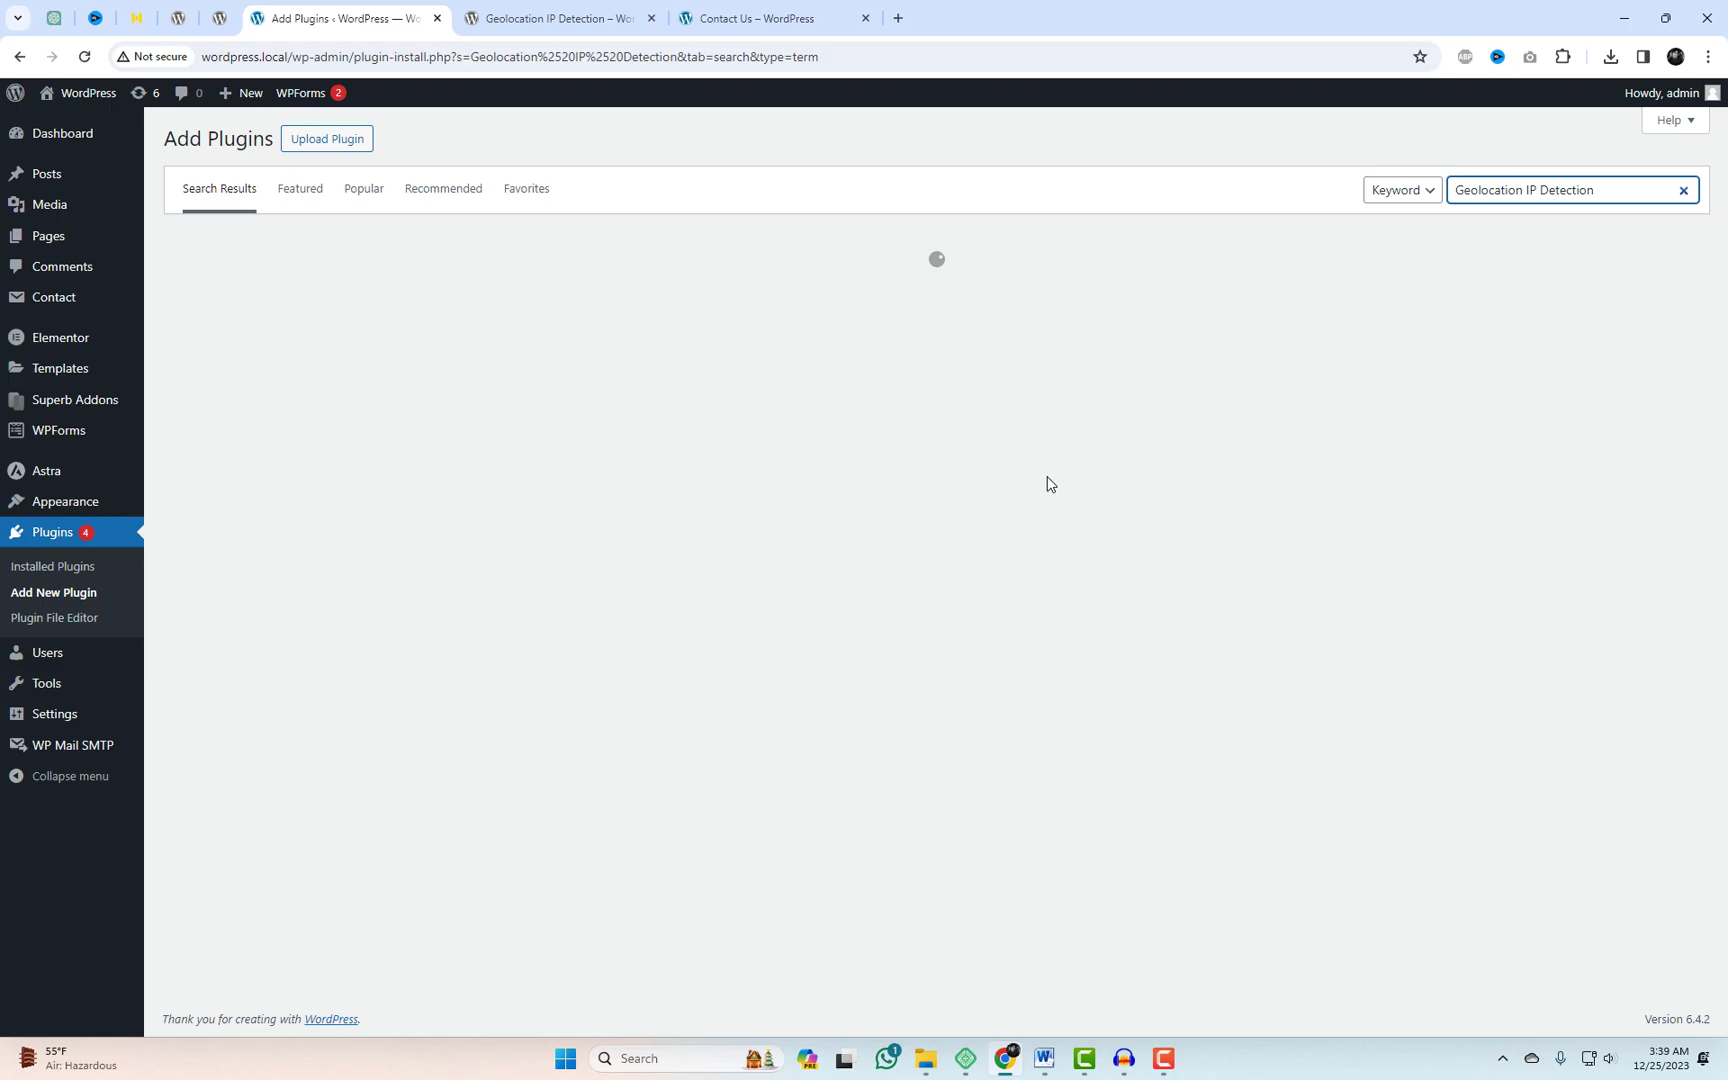 Add Plugins ‹ WordPress — Wo
Geolocation IP Detection – Wor
Contact Us – WordPress
Not secure
wordpress.local/wp-admin/plugin-install.php?s=Geolocation%2520IP%2520Detection&tab=search&type=term
WordPress
6
0
New
WPForms 2
Howdy, admin
Help
Dashboard
Posts
Media
Pages
Comments
Contact
Elementor
Templates
Superb Addons
WPForms
Astra
Appearance
Plugins 4
Installed Plugins
Add New Plugin
Plugin File Editor
Users
Tools
Settings
WP Mail SMTP
Collapse menu
Add Plugins
Upload Plugin
Search Results
Featured
Popular
Recommended
Favorites
Keyword
Geolocation IP Detection
Thank you for creating with WordPress.
Version 6.4.2
55°F
Air: Hazardous
Search
PRE
1
3:39 AM
12/25/2023